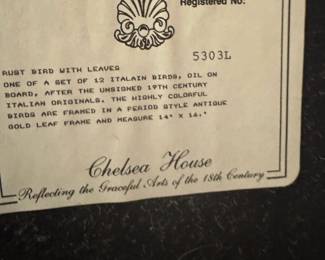 Registered No:
5303L
RUST BIRD WITH LEAVES
ONE OF A SET OF 12 ITALAIN BIRDS, OIL ON
BOARD, AFTER THE UNSIGNED 19TH CENTURY
ITALIAN ORIGINALS. THE HIGHLY COLORFUL
BIRDS ARE FRAMED IN A PERIOD STYLE ANTIQUE
GOLD LEAF FRAME AND MEASURE 14" X 16."
Chelsea House
Reflecting the Graceful Arts of the 18th Century